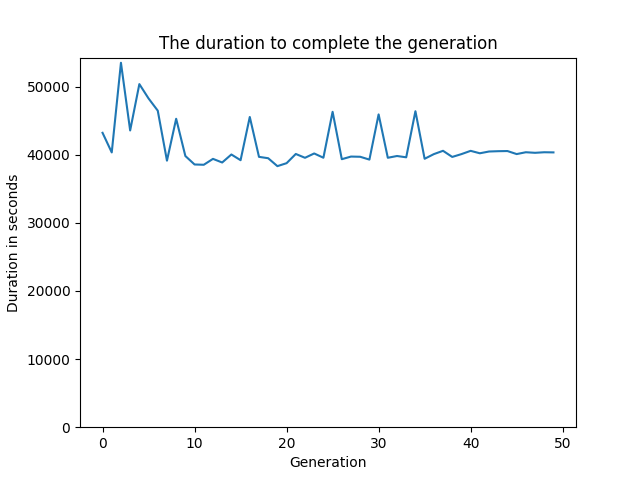 The duration to complete the generation
50000
40000
30000
20000
10000
0
Duration in seconds
0 10 20 30 40 50
Generation